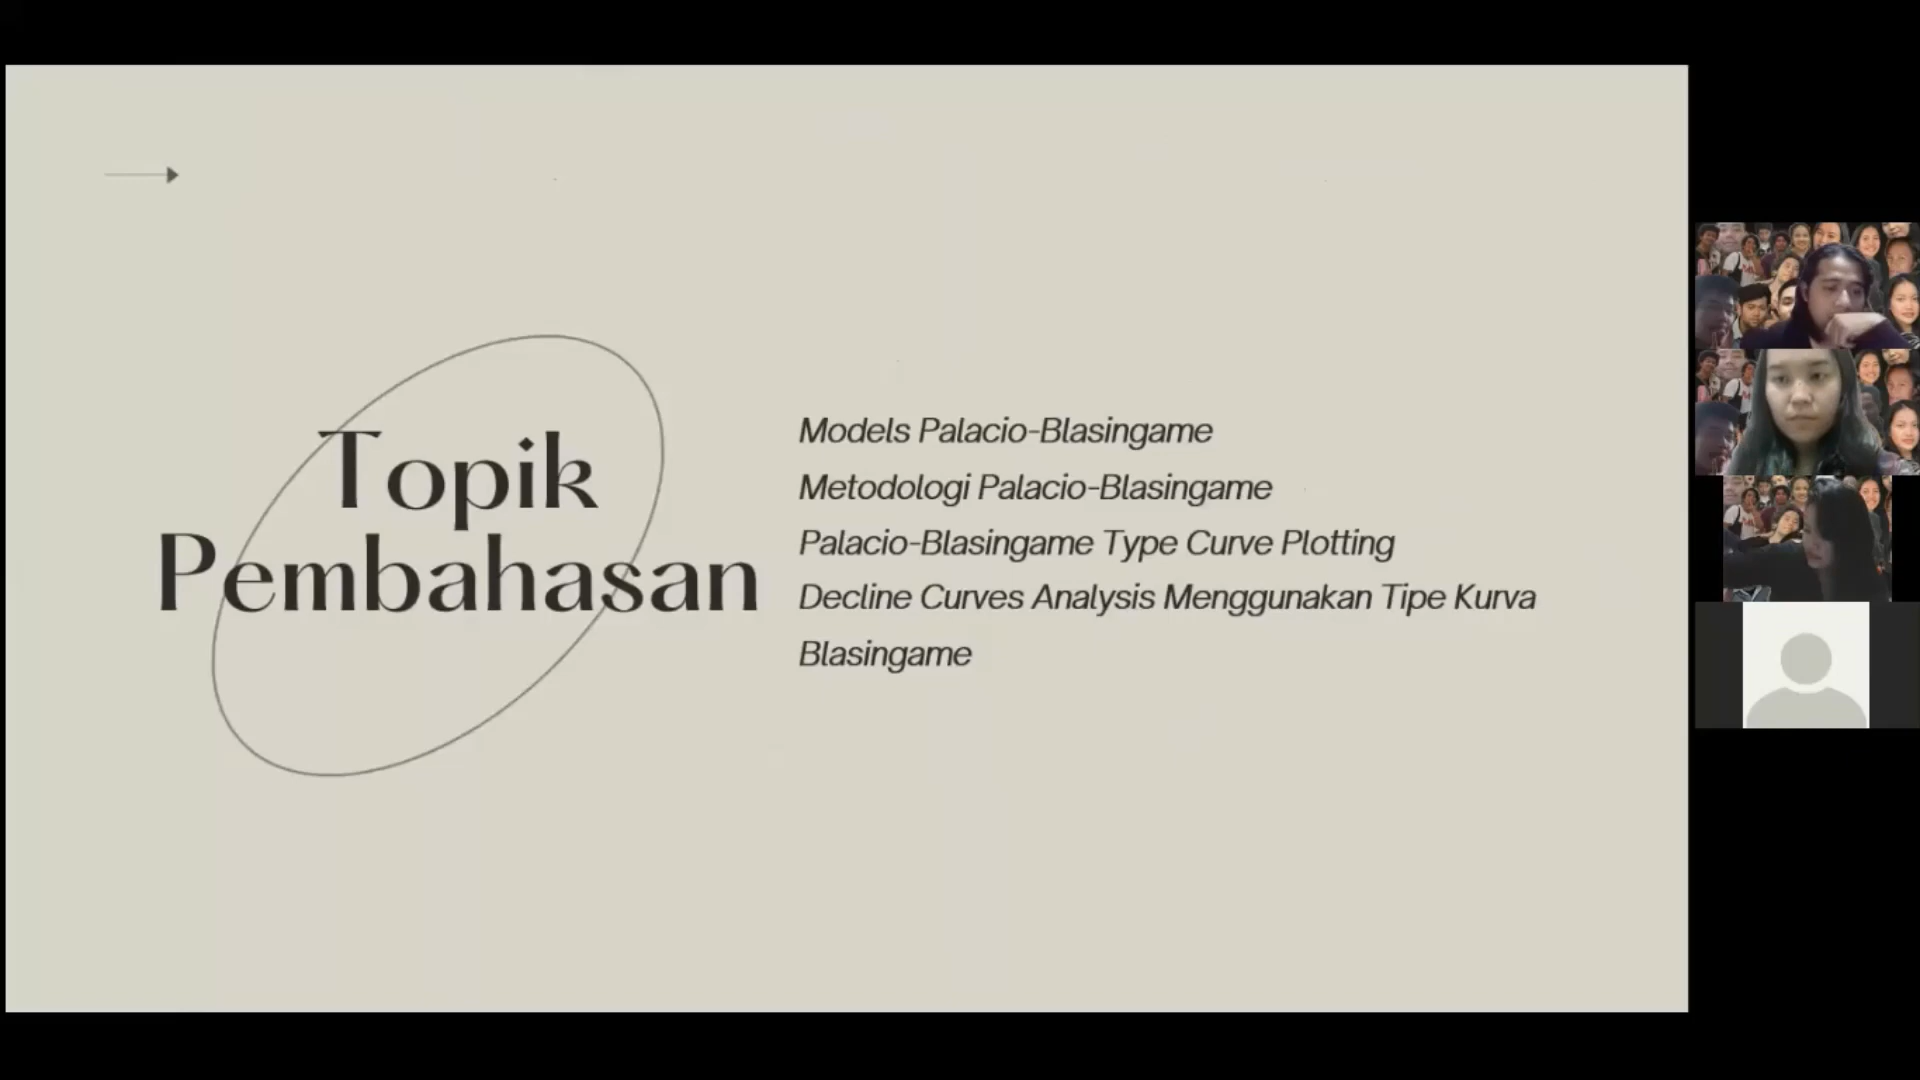 Topik
Pembahasan
Models Palacio-Blasingame
Metodologi Palacio-Blasingame
Palacio-Blasingame Type Curve Plotting
Decline Curves Analysis Menggunakan Tipe Kurva
Blasingame